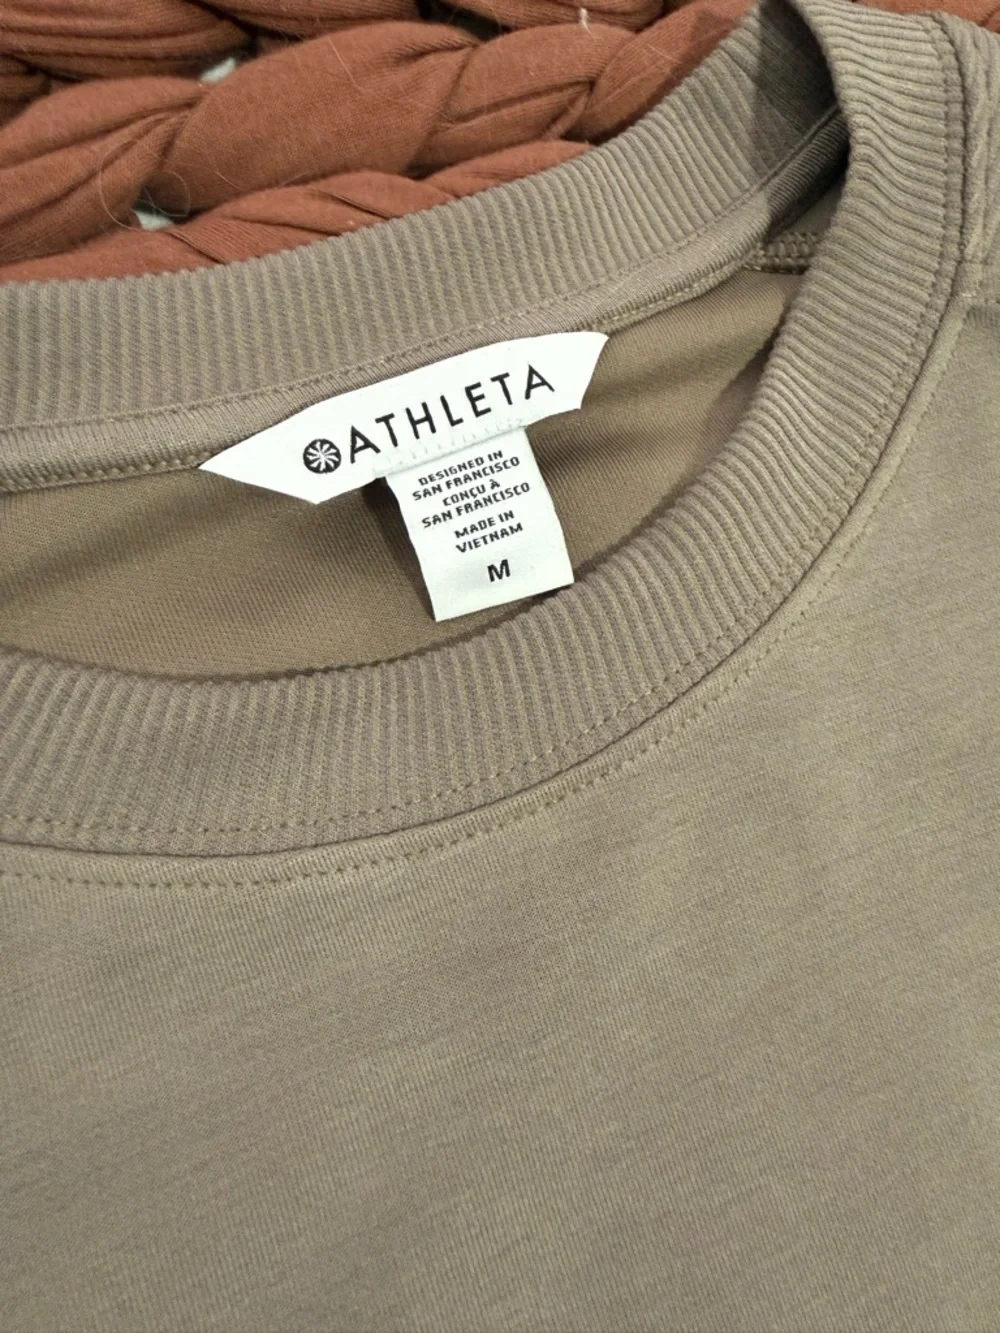 ATHLETA
DESIGNED IN
SAN FRANCISCO
CONÇU À
SAN FRANCISCO
MADE IN
VIETNAM
M